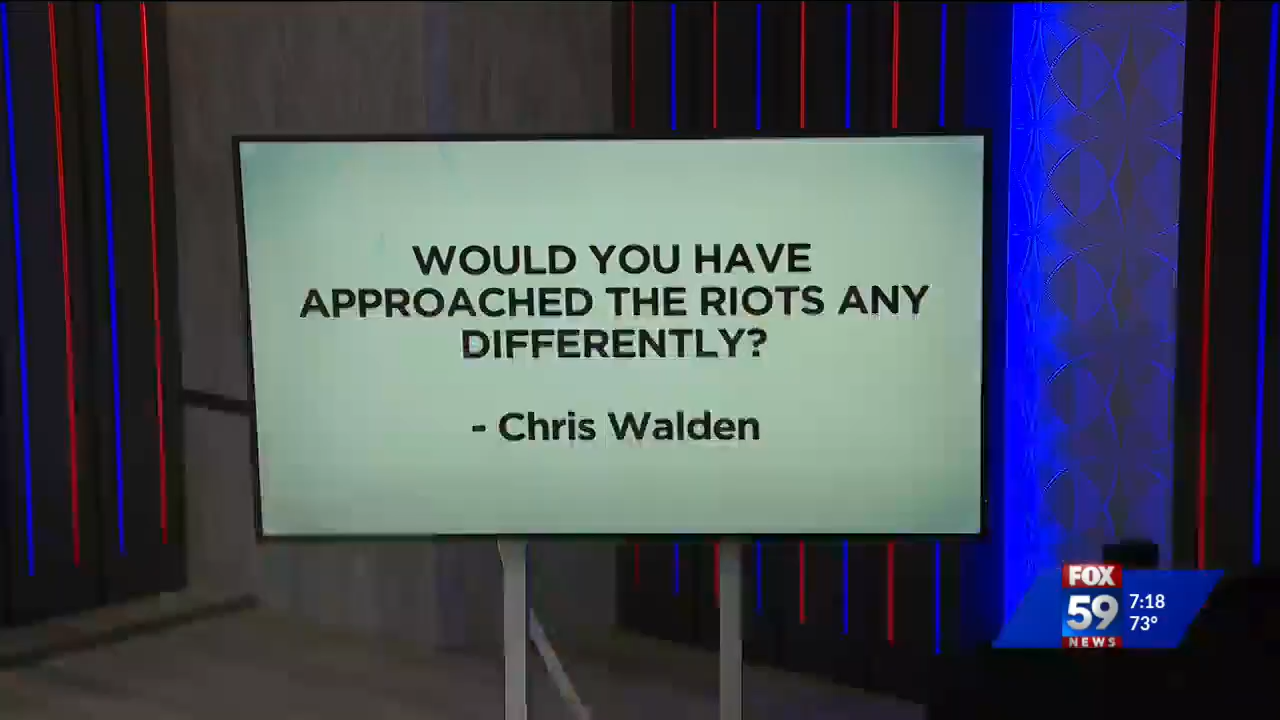 WOULD YOU HAVE
APPROACHED THE RIOTS ANY
DIFFERENTLY?
- Chris Walden
FOX
59
NEWS
7:18
73°